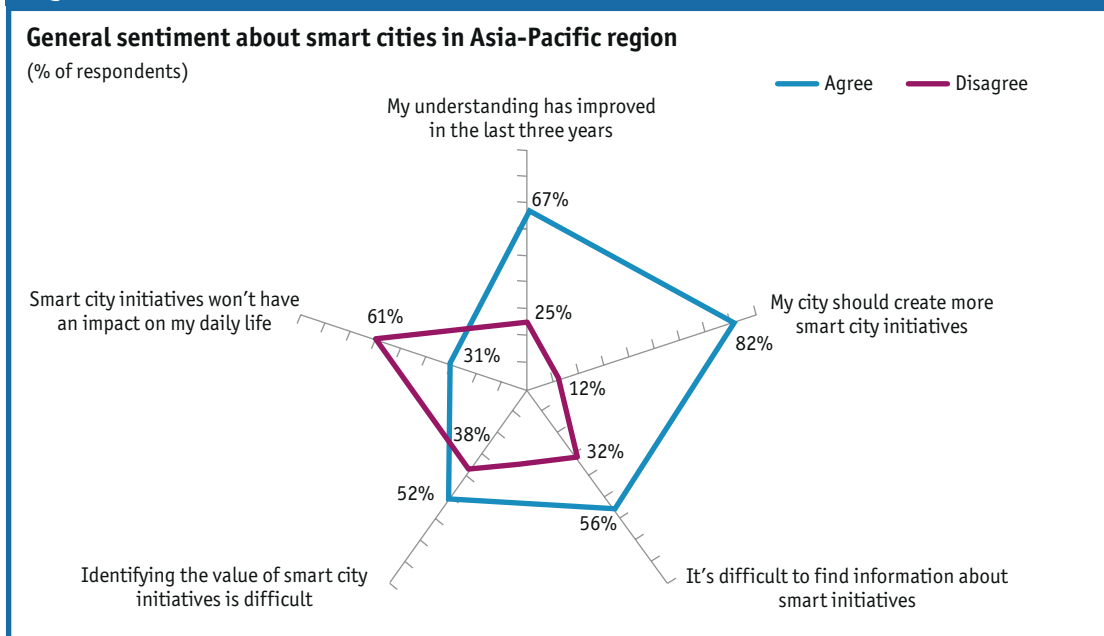 General sentiment about smart cities in Asia-Pacific region
(% of respondents)
Agree
Disagree
My understanding has improved
in the last three years
67%
25%
My city should create more
smart city initiatives
82%
12%
Smart city initiatives won’t have
an impact on my daily life
61%
31%
38%
32%
52%
56%
Identifying the value of smart city
initiatives is difficult
It’s difficult to find information about
smart initiatives